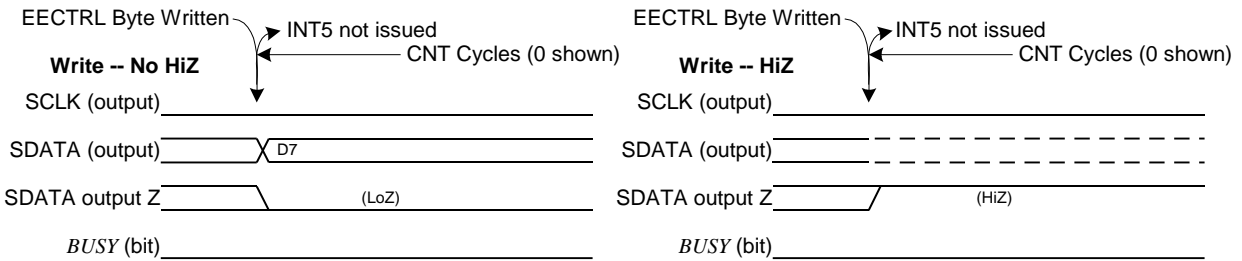 EECTRL Byte Written
INT5 not issued
CNT Cycles (0 shown)
Write -- No HiZ
SCLK (output)
SDATA (output)
D7
SDATA output Z
(LoZ)
BUSY (bit)
EECTRL Byte Written
INT5 not issued
CNT Cycles (0 shown)
Write -- HiZ
SCLK (output)
SDATA (output)
SDATA output Z
(HiZ)
BUSY (bit)